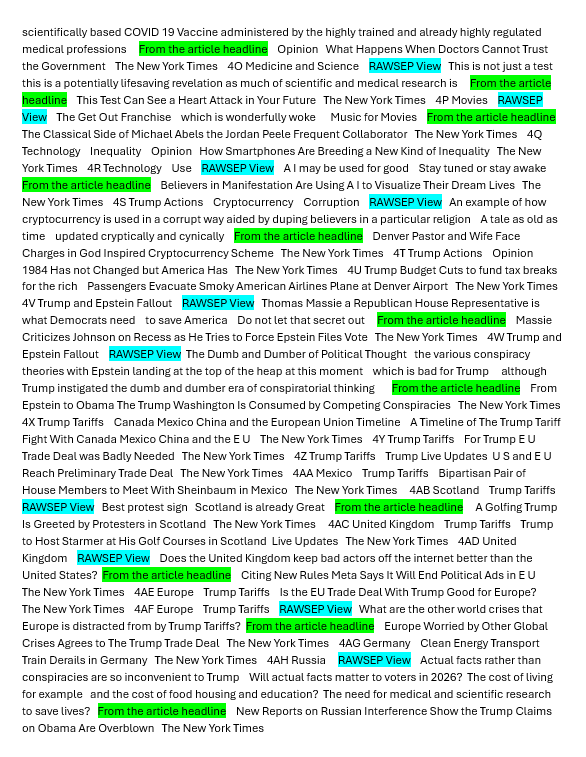 scientifically based COVID 19 Vaccine administered by the highly trained and already highly regulated
medical professions From the article headline Opinion What Happens When Doctors Cannot Trust
the Government The New York Times 4O Medicine and Science RAWSEP View This is not just a test
this is a potentially lifesaving revelation as much of scientific and medical research is From the article
headline This Test Can See a Heart Attack in Your Future The New York Times 4P Movies RAWSEP
View The Get Out Franchise which is wonderfully woke Music for Movies From the article headline
The Classical Side of Michael Abels the Jordan Peele Frequent Collaborator The New York Times 4Q
Technology Inequality Opinion How Smartphones Are Breeding a New Kind of Inequality The New
York Times 4R Technology Use RAWSEP View A I may be used for good Stay tuned or stay awake
From the article headline Believers in Manifestation Are Using A I to Visualize Their Dream Lives The
New York Times 4S Trump Actions Cryptocurrency Corruption RAWSEP View An example of how
cryptocurrency is used in a corrupt way aided by duping believers in a particular religion A tale as old as
time updated cryptically and cynically From the article headline Denver Pastor and Wife Face
Charges in God Inspired Cryptocurrency Scheme The New York Times 4T Trump Actions Opinion
1984 Has not Changed but America Has The New York Times 4U Trump Budget Cuts to fund tax breaks
for the rich Passengers Evacuate Smoky American Airlines Plane at Denver Airport The New York Times
4V Trump and Epstein Fallout RAWSEP View Thomas Massie a Republican House Representative is
what Democrats need to save America Do not let that secret out From the article headline Massie
Criticizes Johnson on Recess as He Tries to Force Epstein Files Vote The New York Times 4W Trump and
Epstein Fallout RAWSEP View The Dumb and Dumber of Political Thought the various conspiracy
theories with Epstein landing at the top of the heap at this moment which is bad for Trump although
Trump instigated the dumb and dumber era of conspiratorial thinking From the article headline From
Epstein to Obama The Trump Washington Is Consumed by Competing Conspiracies The New York Times
4X Trump Tariffs Canada Mexico China and the European Union Timeline A Timeline of The Trump Tariff
Fight With Canada Mexico China and the E U The New York Times 4Y Trump Tariffs For Trump E U
Trade Deal was Badly Needed The New York Times 4Z Trump Tariffs Trump Live Updates U S and E U
Reach Preliminary Trade Deal The New York Times 4AA Mexico Trump Tariffs Bipartisan Pair of
House Members to Meet With Sheinbaum in Mexico The New York Times 4AB Scotland Trump Tariffs
RAWSEP View Best protest sign Scotland is already Great From the article headline A Golfing Trump
Is Greeted by Protesters in Scotland The New York Times 4AC United Kingdom Trump Tariffs Trump
to Host Starmer at His Golf Courses in Scotland Live Updates The New York Times 4AD United
Kingdom RAWSEP View Does the United Kingdom keep bad actors off the internet better than the
United States? From the article headline Citing New Rules Meta Says It Will End Political Ads in E U
The New York Times 4AE Europe Trump Tariffs Is the EU Trade Deal With Trump Good for Europe?
The New York Times 4AF Europe Trump Tariffs RAWSEP View What are the other world crises that
Europe is distracted from by Trump Tariffs? From the article headline Europe Worried by Other Global
Crises Agrees to The Trump Trade Deal The New York Times 4AG Germany Clean Energy Transport
Train Derails in Germany The New York Times 4AH Russia RAWSEP View Actual facts rather than
conspiracies are so inconvenient to Trump Will actual facts matter to voters in 2026? The cost of living
for example and the cost of food housing and education? The need for medical and scientific research
to save lives? From the article headline New Reports on Russian Interference Show the Trump Claims
on Obama Are Overblown The New York Times